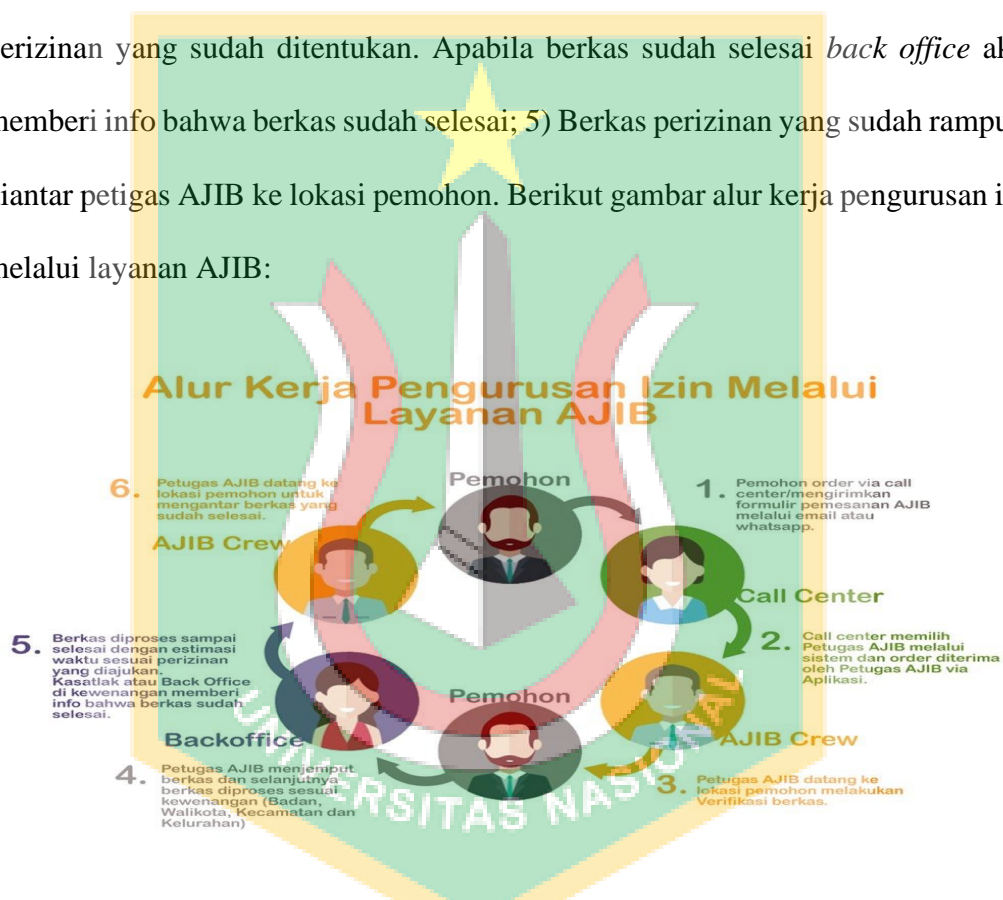 erizinan yang sudah ditentukan. Apabila berkas sudah selesai back office ak
nemberi info bahwa berkas sudah selesai; 5) Berkas perizinan yang sudah rampu
iantar petigas AJIB ke lokasi pemohon. Berikut gambar alur kerja pengurusan i
nelalui layanan AJIB:
Alur Kerja Pengurusan Izin Melalui
Layanan AJIB
Pemohon
1. Pemohon order via call
center/mengirimkan
formulir pemesanan AJIB
melalui email atau
whatsapp.
Call Center
2. Call center memilih
Petugas AJIB melalui
sistem dan order diterima
oleh Petugas AJIB via
Aplikasi.
AJIB Crew
3. Petugas AJIB datang ke
lokasi pemohon melakukan
Verifikasi berkas.
Pemohon
4. Petugas AJIB menjemput
berkas dan selanjutnya
berkas diproses sesuai
kewenangan (Badan,
Walikota, Kecamatan dan
Kelurahan)
Backoffice
5. Berkas diproses sampai
selesai dengan estimasi
waktu sesuai perizinan
yang diajukan.
Kasatlak atau Back Office
di kewenangan memberi
info bahwa berkas sudah
selesai.
AJIB Crew
6. Petugas AJIB datang ke
lokasi pemohon untuk
mengantar berkas yang
sudah selesai.
UNIVERSITAS NASIONAL